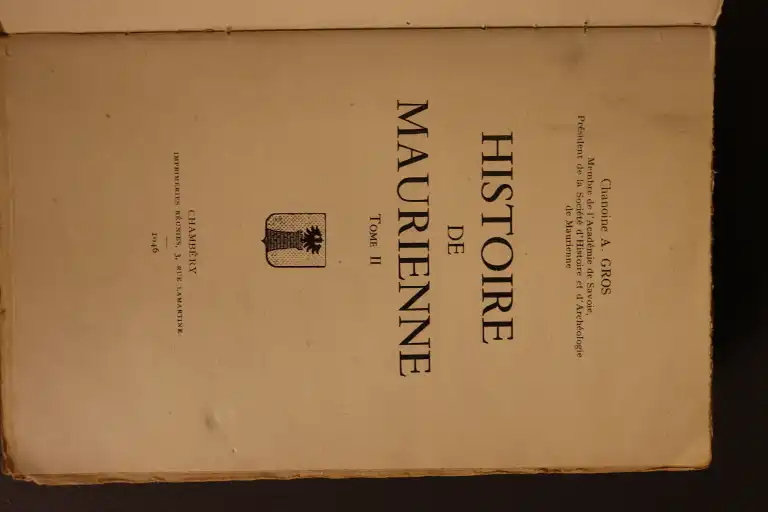 Chanoine A. GROS
Membre de l'Académie de Savoie,
Président de la Société d'Histoire et d'Archéologie
de Maurienne
HISTOIRE
DE
MAURIENNE
TOME II
CHAMBÉRY
IMPRIMERIES RÉUNIES, 3, RUE LAMARTINE.
1946